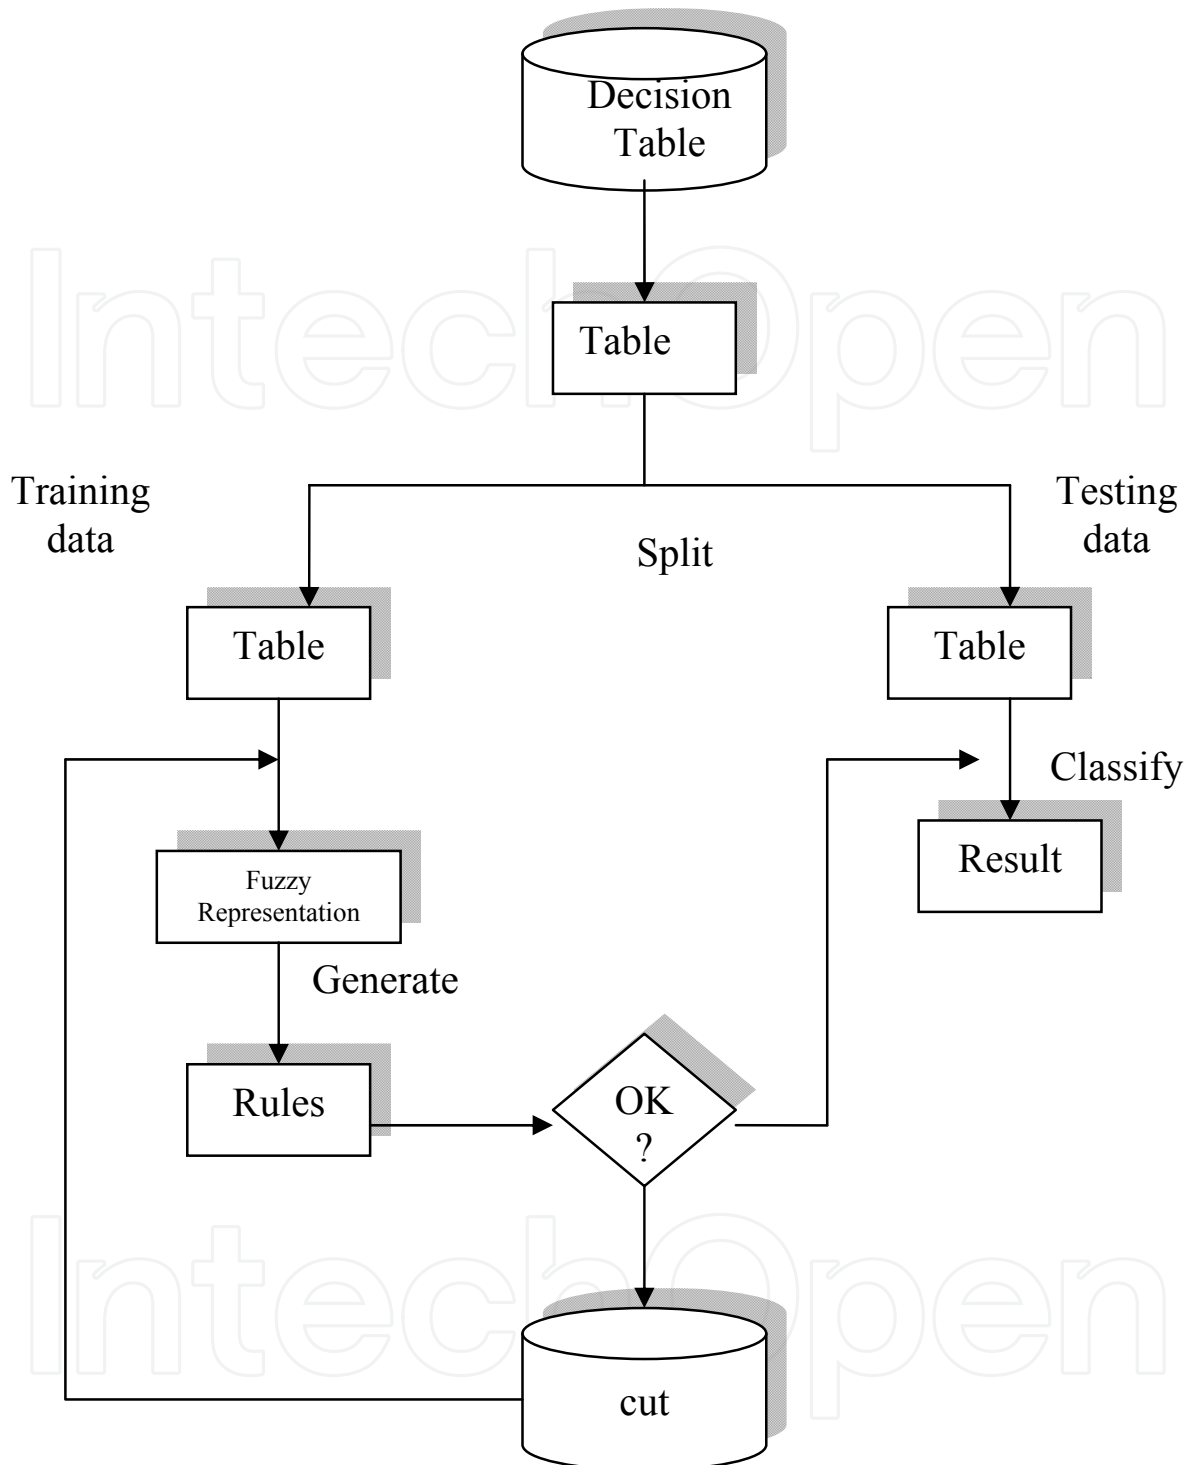 Decision
Table
IntechOpen
Table
Training
data
Testing
data
Split
Table
Table
Classify
Fuzzy
Representation
Result
Generate
Rules
OK
?
IntechOpen
cut